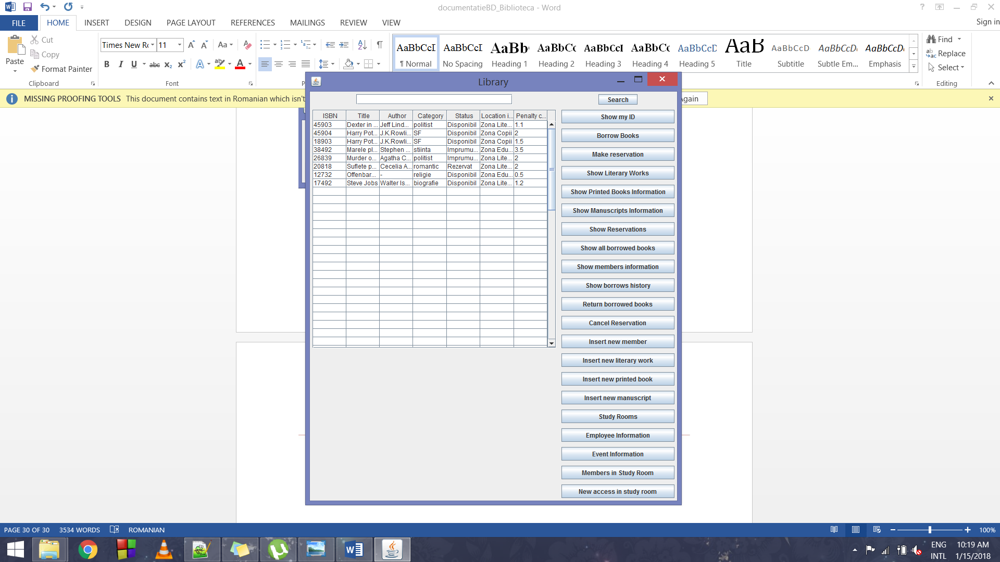 documentatieBD_Biblioteca - Word
FILE HOME INSERT DESIGN PAGE LAYOUT REFERENCES MAILINGS REVIEW VIEW Sign in
Paste
Cut
Copy
Format Painter
Clipboard
Times New Ro 11
Font
AaBbCcI AaBbCcI AaBb AaBbCc AaBbCcI AaBbCc AaBbCcD AaB AaBbCcD AaBbCcD AaBbCcD
¶ Normal No Spacing Heading 1 Heading 2 Heading 3 Heading 4 Heading 5 Title Subtitle Subtle Em... Emphasis
Find
Replace
Select
Editing
MISSING PROOFING TOOLS This document contains text in Romanian which isn't
Again
Library
Search
ISBN Title Author Category Status Location i... Penalty c...
45903 Dexter in ... Jeff Lind... politist Disponibil Zona Lite... 1.1
45904 Harry Pot... J.K.Rowli... SF Disponibil Zona Copii 2
18903 Harry Pot... J.K.Rowli... SF Disponibil Zona Copii 1.5
38492 Marele pl... Stephen ... stiinta Imprumu... Zona Edu... 3.5
26839 Murder o... Agatha C... politist Imprumu... Zona Lite... 2
20818 Suflete p... Cecelia A... romantic Rezervat Zona Lite... 2
12732 Offenbar... - religie Disponibil Zona Edu... 0.5
17492 Steve Jobs Walter Is... biografie Disponibil Zona Lite... 1.2
Show my ID
Borrow Books
Make reservation
Show Literary Works
Show Printed Books Information
Show Manuscripts Information
Show Reservations
Show all borrowed books
Show members information
Show borrows history
Return borrowed books
Cancel Reservation
Insert new member
Insert new literary work
Insert new printed book
Insert new manuscript
Study Rooms
Employee Information
Event Information
Members in Study Room
New access in study room
PAGE 30 OF 30 3534 WORDS ROMANIAN 100%
ENG 10:19 AM
INTL 1/15/2018